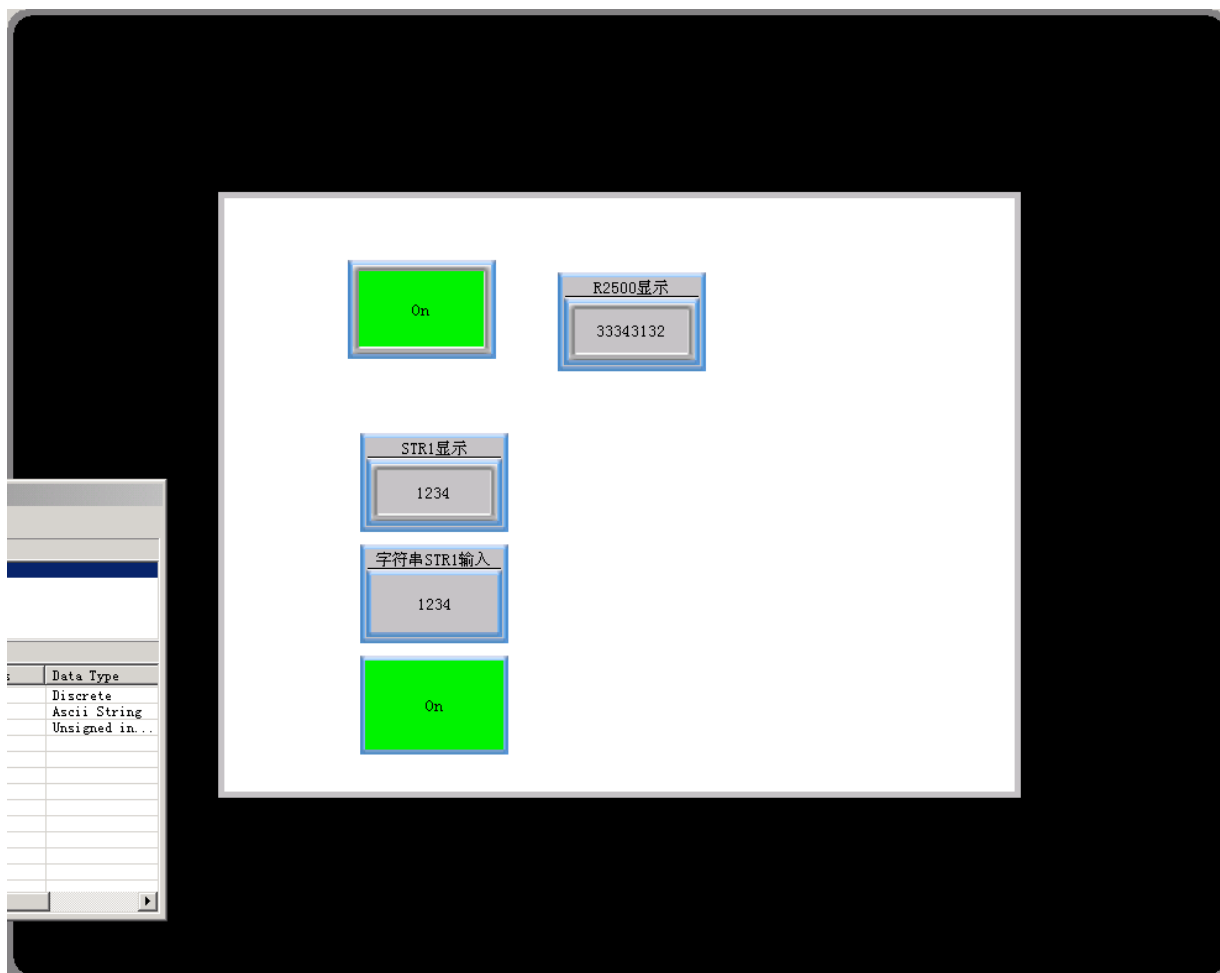 On
R2500显示
33343132
STR1显示
1234
字符串STR1输入
1234
On
Data Type
Discrete
Ascii String
Unsigned in...